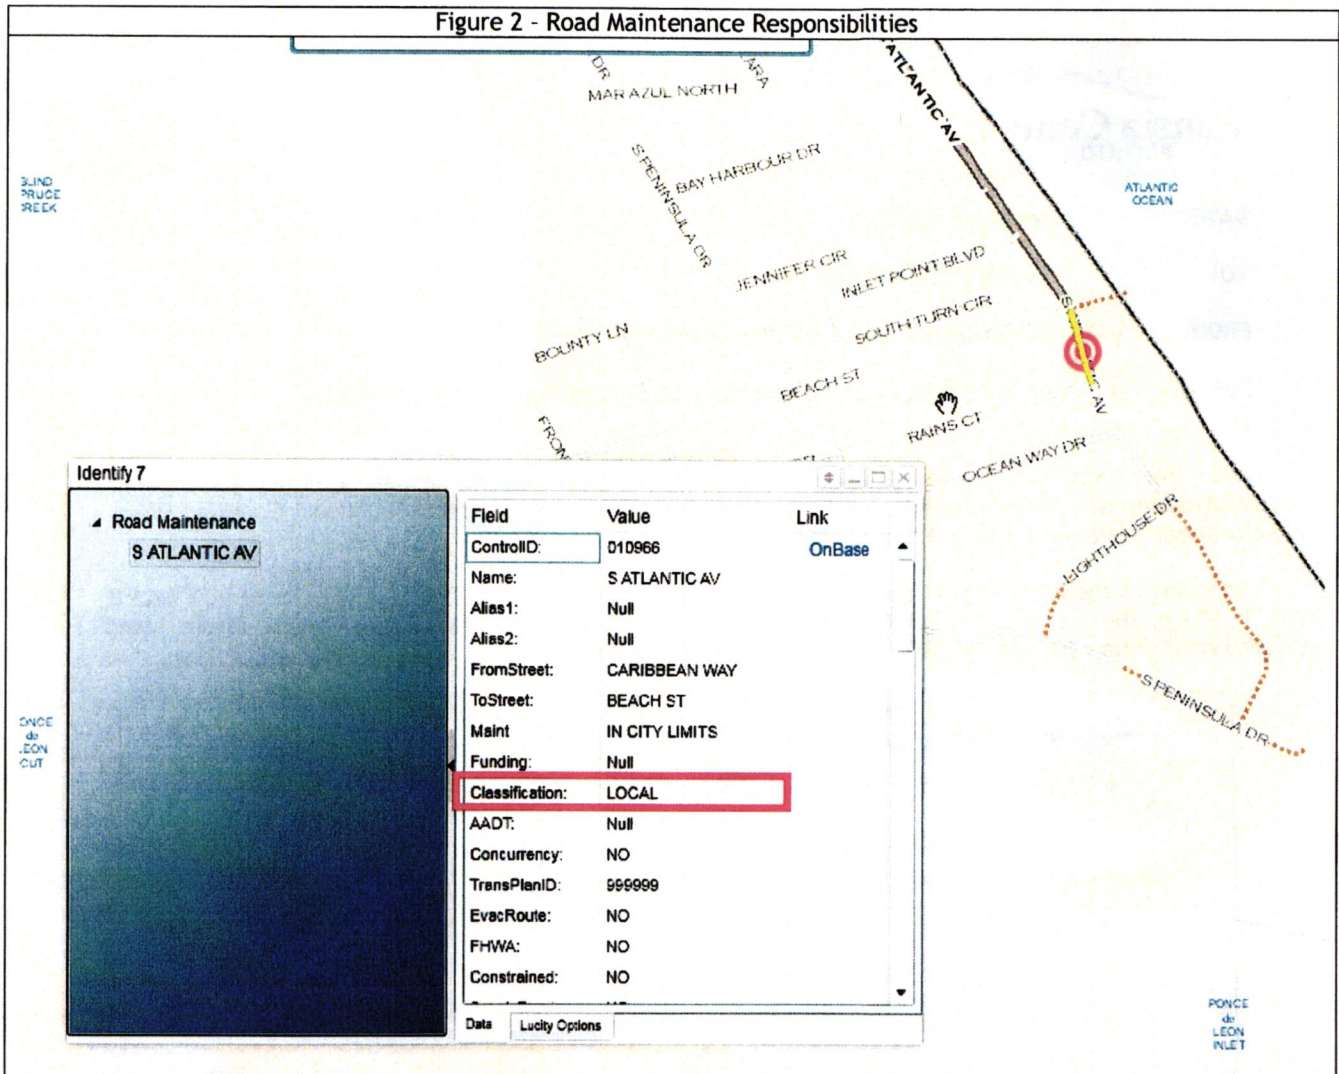 Figure 2 - Road Maintenance Responsibilities
DR
MAR AZUL NORTH
S ATLANTIC AV
S PENINSULA DR
BAY HARBOUR DR
ATLANTIC
OCEAN
JENNIFER CIR
INLET POINT BLVD
SOUTH TURN CIR
BOUNTY LN
BEACH ST
RAINS CT
OCEAN WAY DR
LIGHTHOUSE DR
S PENINSULA DR
Identify 7
Road Maintenance
S ATLANTIC AV
Field Value Link
ControlID: 010966 OnBase
Name: S ATLANTIC AV
Alias1: Null
Alias2: Null
FromStreet: CARIBBEAN WAY
ToStreet: BEACH ST
Maint IN CITY LIMITS
Funding: Null
Classification: LOCAL
AADT: Null
Concurrency: NO
TransPlanID: 999999
EvacRoute: NO
FHWA: NO
Constrained: NO
Data Lucity Options
PONCE
de
LEON
INLET